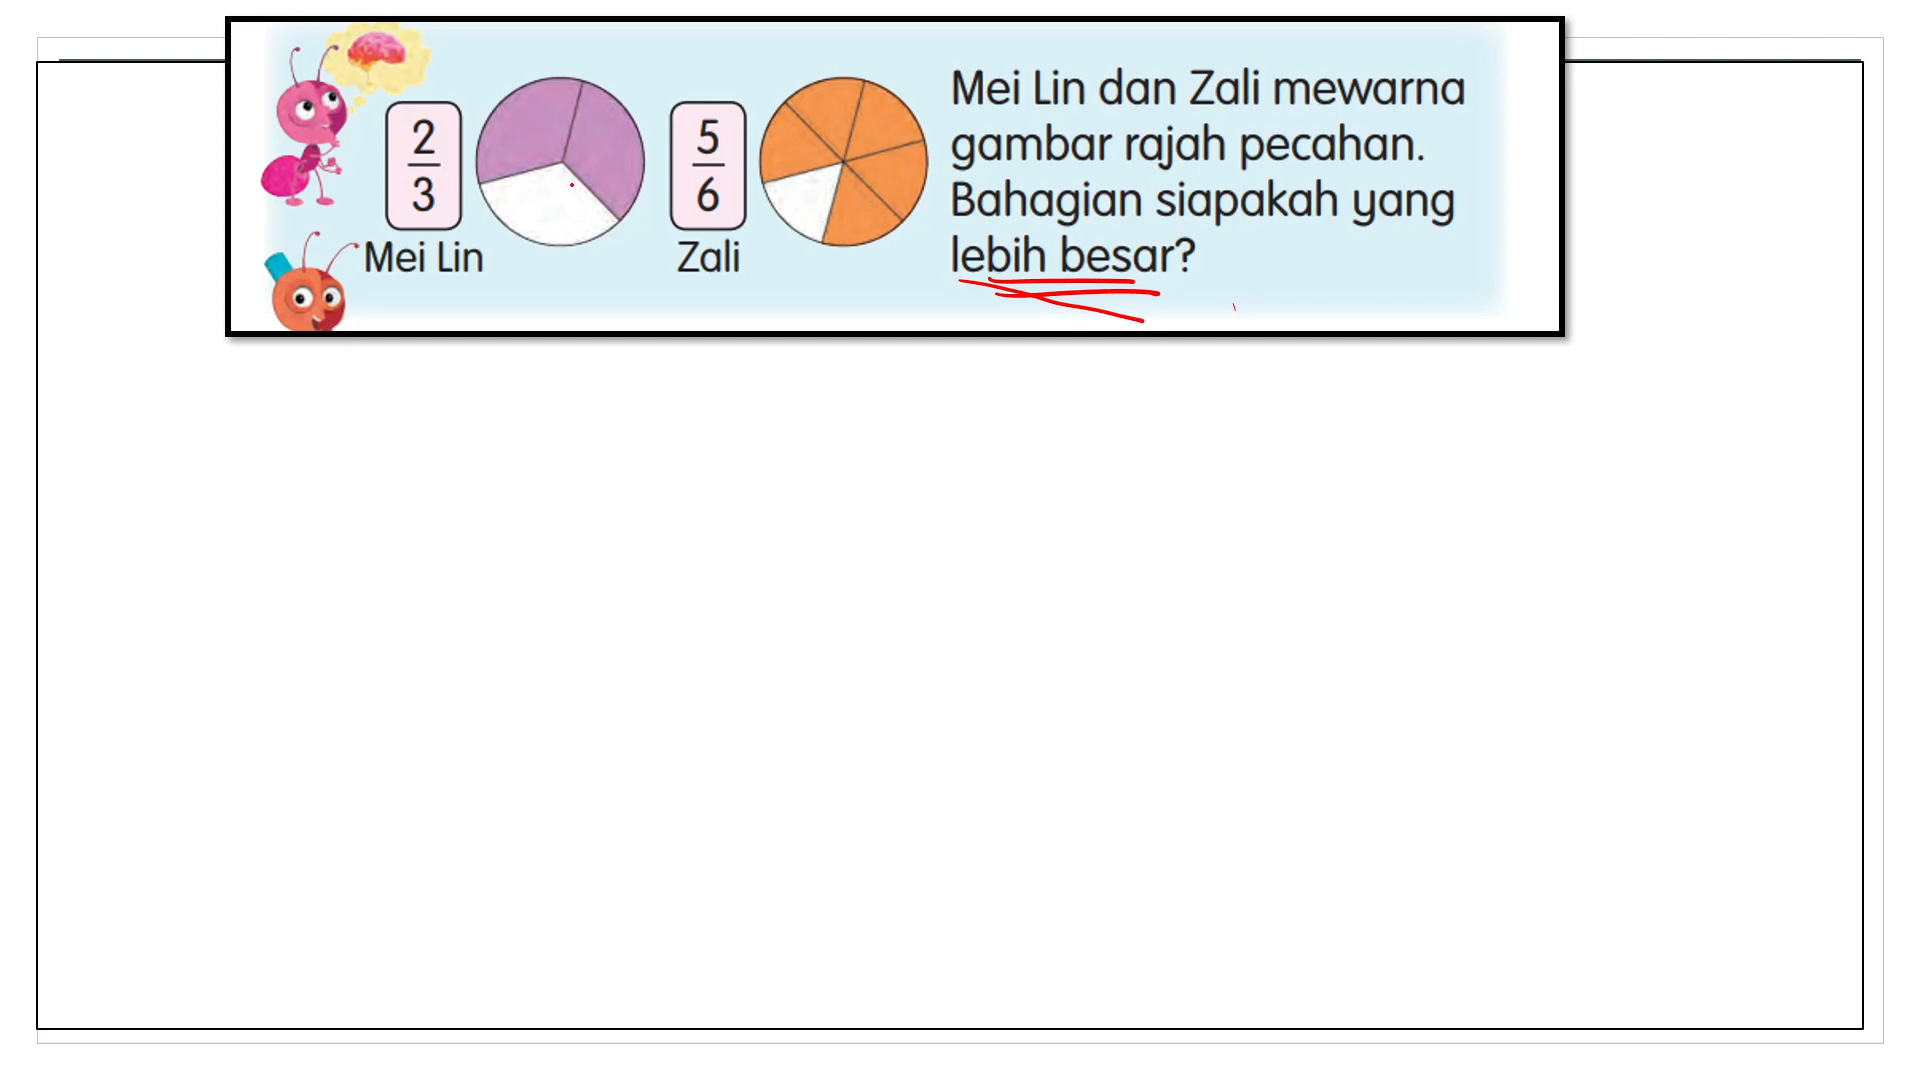 2
3
Mei Lin
5
6
Zali
Mei Lin dan Zali mewarna
gambar rajah pecahan.
Bahagian siapakah yang
lebih besar?